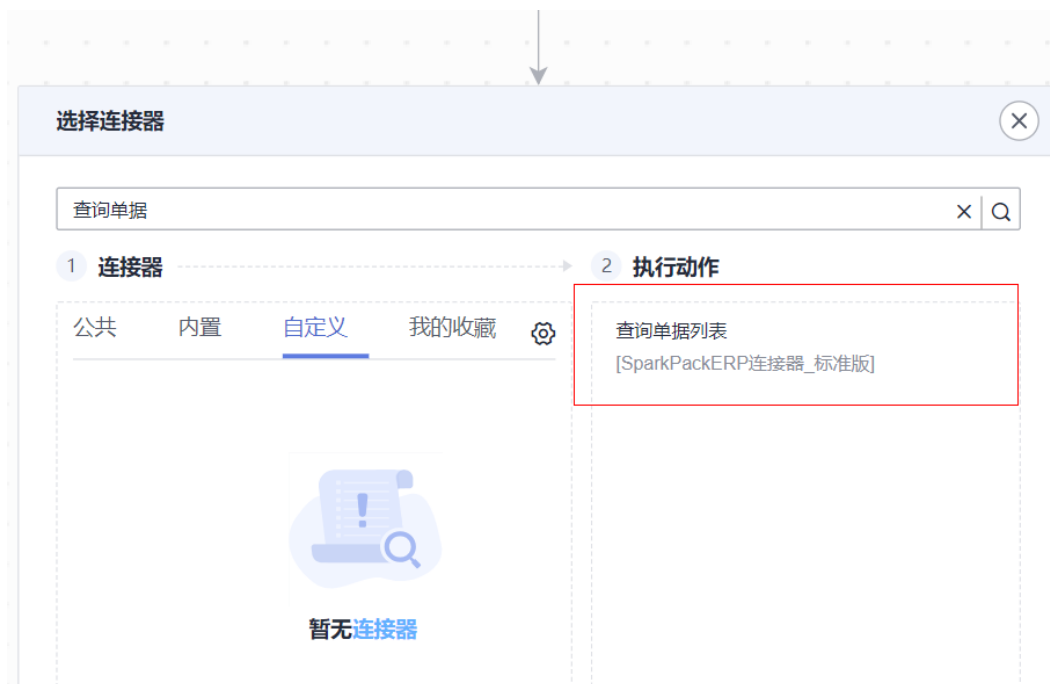 选择连接器
查询单据
1 连接器
2 执行动作
公共 内置 自定义 我的收藏
查询单据列表
[SparkPackERP连接器_标准版]
暂无连接器